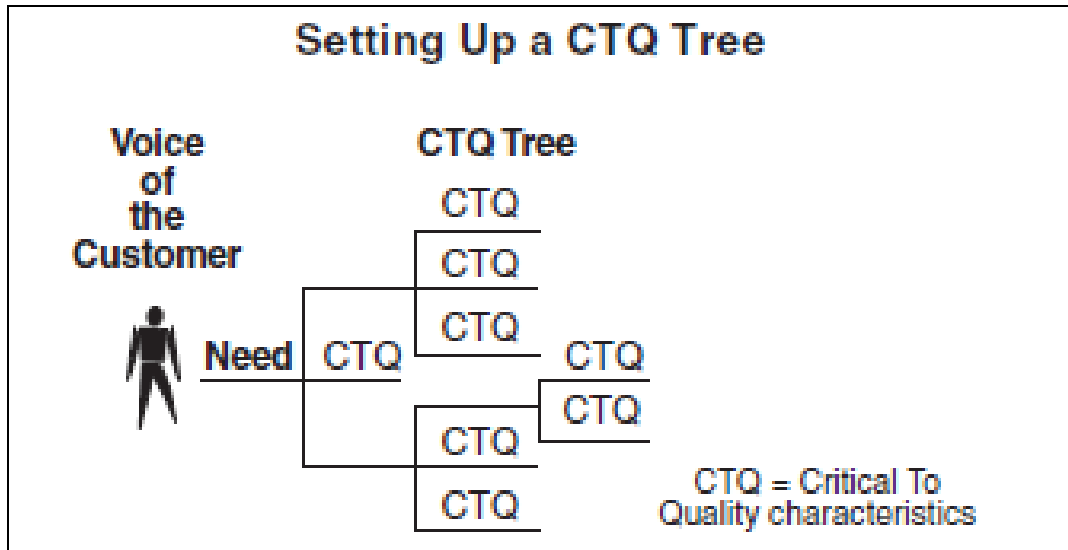 Setting Up a CTQ Tree
Voice
of
the
Customer
CTQ Tree
CTQ
CTQ
CTQ
Need
CTQ
CTQ
CTQ
CTQ
CTQ
CTQ = Critical To
Quality characteristics